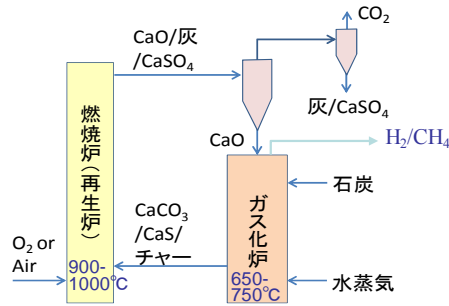 CO₂
CaO/灰
/CaSO₄
灰/CaSO₄
CaO
H₂/CH₄
燃焼炉(再生炉)
ガス化炉
石炭
CaCO₃
/CaS/
チャー
O₂ or
Air
900-
1000℃
650-
750℃
水蒸気